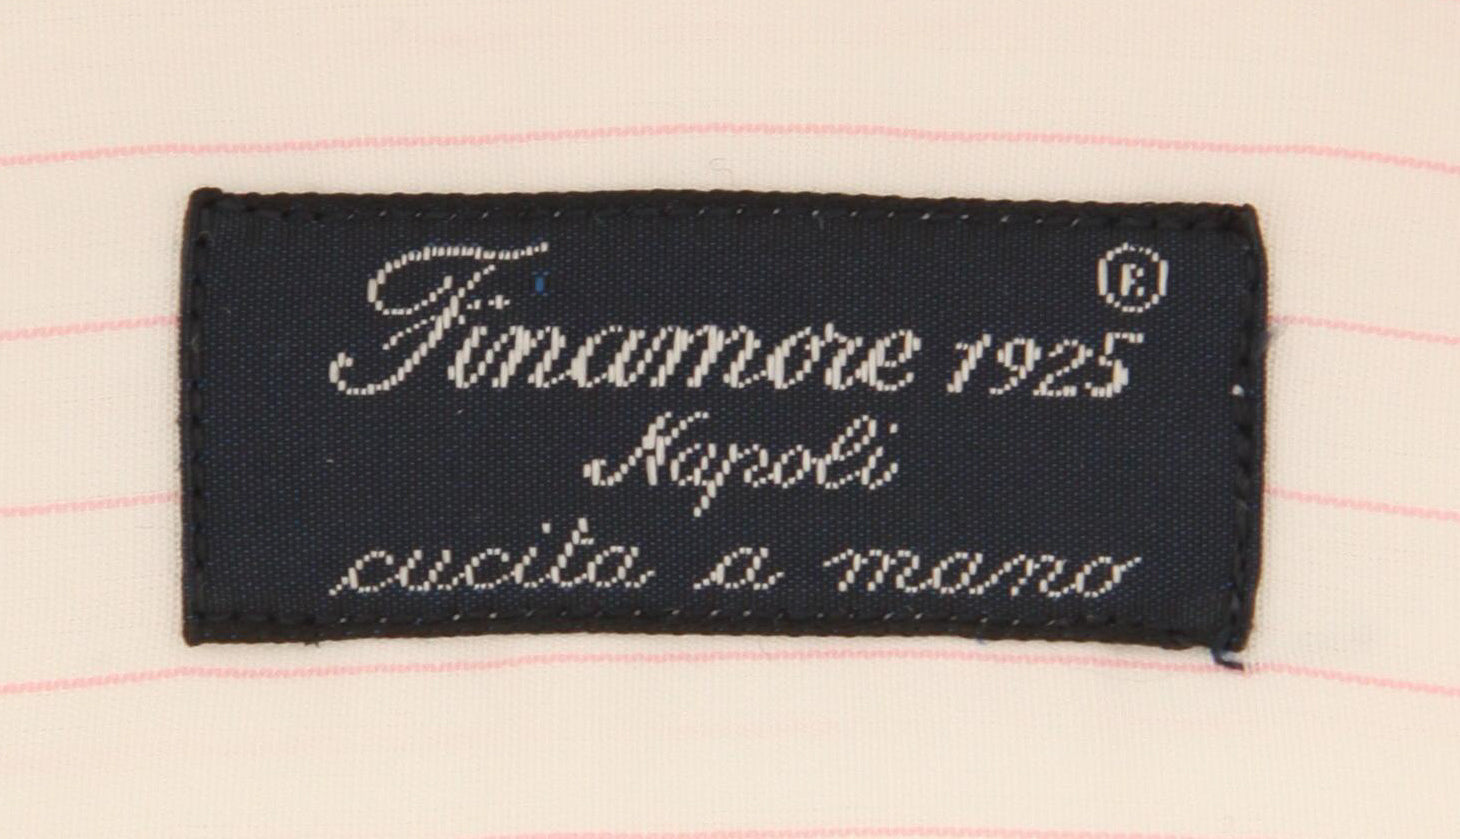 Finamore 1925 ®
Napoli
cucita a mano